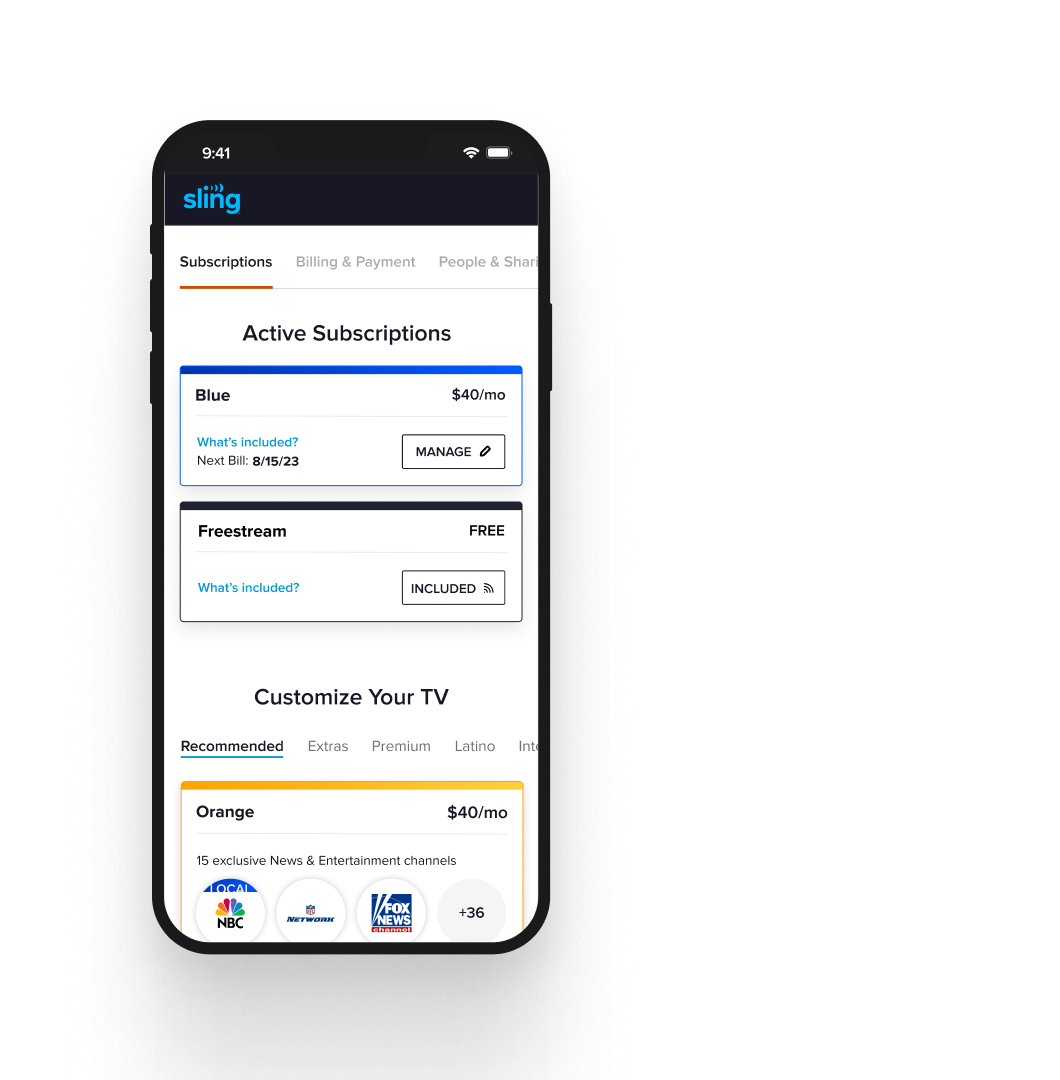 9:41
sling
Subscriptions Billing & Payment People & Shari
Active Subscriptions
Blue $40/mo
What's included?
Next Bill: 8/15/23
MANAGE
Freestream FREE
What's included?
INCLUDED
Customize Your TV
Recommended Extras Premium Latino Inte
Orange $40/mo
15 exclusive News & Entertainment channels
LOCAL
NBC
NFL
NETWORK
FOX
NEWS
channel
+36